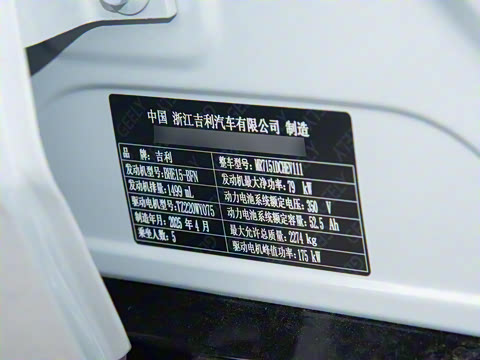 中国 浙江吉利汽车有限公司 制造
品 牌：吉利
整车型号：MR7151DCHEV111
发动机型号：BHE15-BFN
发动机最大净功率：79 kW
发动机排量：1499 mL
动力电池系统额定电压：350 V
驱动电机型号：TZ220XY075
动力电池系统额定容量：52.5 Ah
制造年月：2025 年 4 月
最大允许总质量：2274 kg
乘坐人数：5
驱动电机峰值功率：175 kW
GEELY